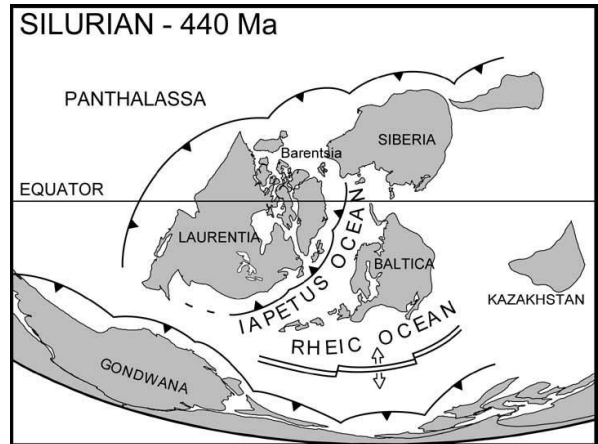 SILURIAN - 440 Ma
PANTHALASSA
SIBERIA
Barentsia
EQUATOR
LAURENTIA
IAPETUS OCEAN
BALTICA
KAZAKHSTAN
RHEIC OCEAN
GONDWANA